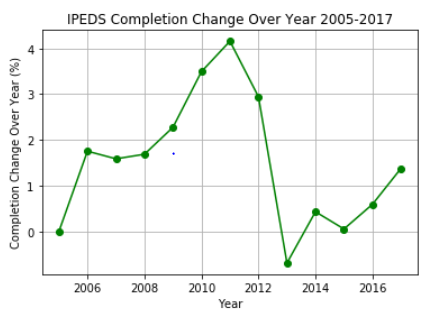 IPEDS Completion Change Over Year 2005-2017
Completion Change Over Year (%)
4
3
2
1
0
2006 2008 2010 2012 2014 2016
Year